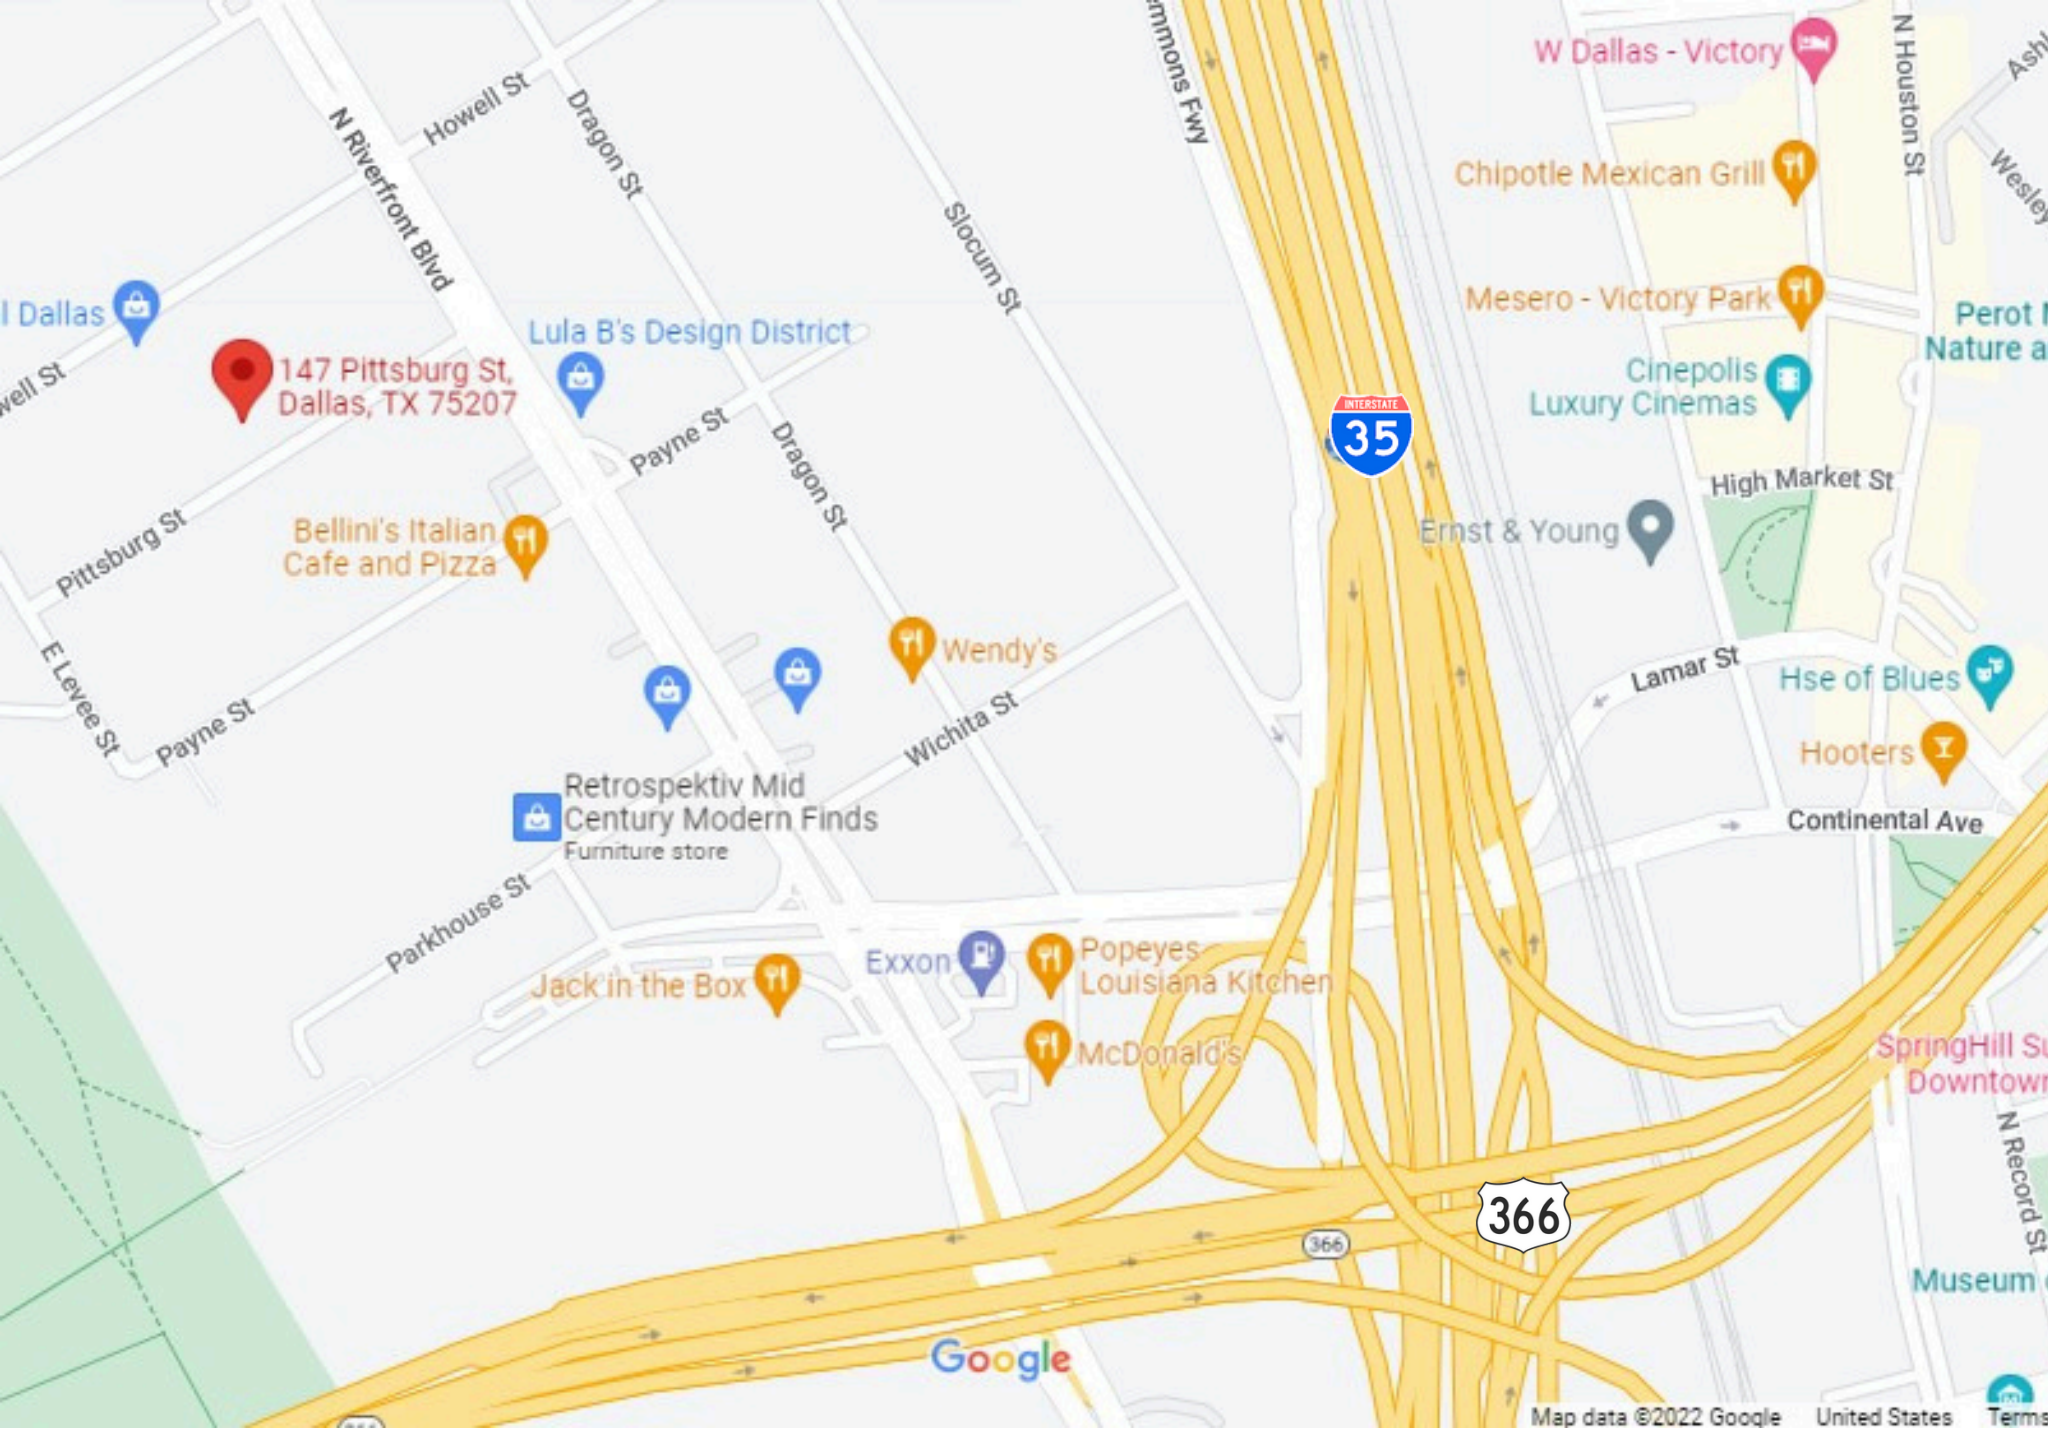 emmons Fwy
W Dallas - Victory
N Houston St
Howell St
Dragon St
N Riverfront Blvd
Chipotle Mexican Grill
Wesley
Slocum St
l Dallas
Mesero - Victory Park
Perot
Nature a
Lula B's Design District
147 Pittsburg St,
Dallas, TX 75207
well St
Cinepolis
Luxury Cinemas
INTERSTATE
35
Payne St
Dragon St
High Market St
Pittsburg St
Bellini's Italian
Cafe and Pizza
Ernst & Young
Wendy's
Lamar St
Hse of Blues
E Levee St
Payne St
Wichita St
Hooters
Retrospektiv Mid
Century Modern Finds
Furniture store
Continental Ave
Parkhouse St
Jack in the Box
Exxon
Popeyes
Louisiana Kitchen
McDonald's
SpringHill Su
Downtown
N Record St
366
366
Museum
Google
Map data ©2022 Google
United States
Terms